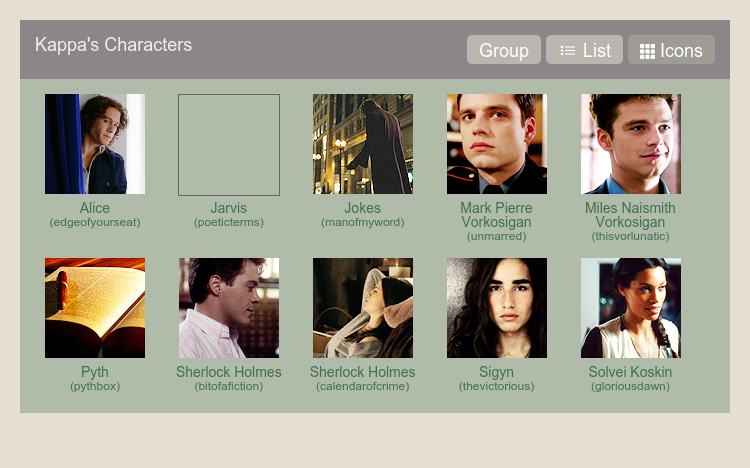 Kappa's Characters
Group
List
Icons
Alice
(edgeofyourseat)
Jarvis
(poeticterms)
Jokes
(manofmyword)
Mark Pierre
Vorkosigan
(unmarred)
Miles Naismith
Vorkosigan
(thisvorlunatic)
Pyth
(pythbox)
Sherlock Holmes
(bitofafiction)
Sherlock Holmes
(calendarofcrime)
Sigyn
(thevictorious)
Solvei Koskin
(gloriousdawn)